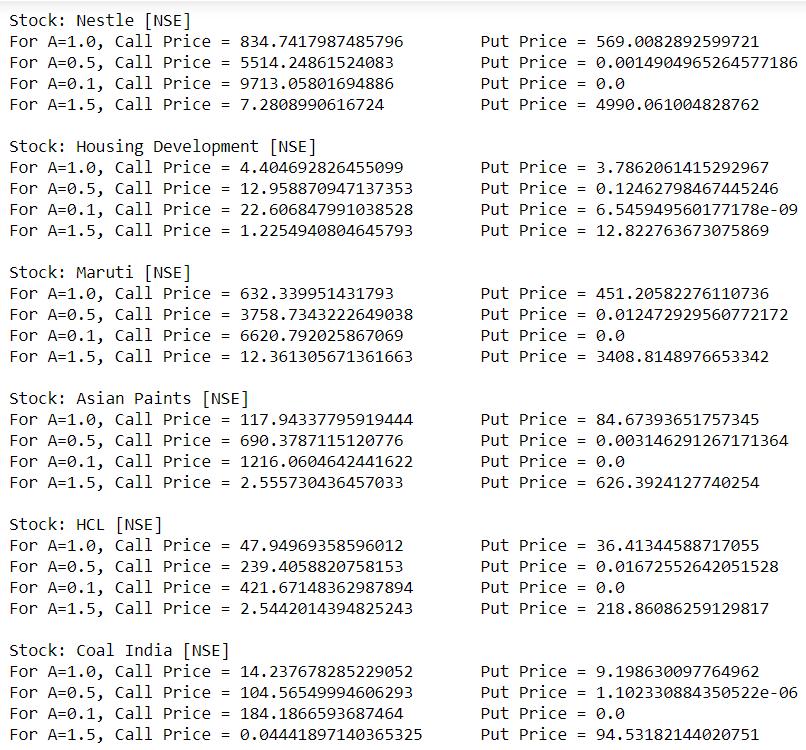 Stock: Nestle [NSE]
For A=1.0, Call Price = 834.7417987485796 Put Price = 569.0082892599721
For A=0.5, Call Price = 5514.24861524083 Put Price = 0.0014904965264577186
For A=0.1, Call Price = 9713.05801694886 Put Price = 0.0
For A=1.5, Call Price = 7.2808990616724 Put Price = 4990.061004828762
Stock: Housing Development [NSE]
For A=1.0, Call Price = 4.404692826455099 Put Price = 3.7862061415292967
For A=0.5, Call Price = 12.958870947137353 Put Price = 0.12462798467445246
For A=0.1, Call Price = 22.606847991038528 Put Price = 6.545949560177178e-09
For A=1.5, Call Price = 1.2254940804645793 Put Price = 12.822763673075869
Stock: Maruti [NSE]
For A=1.0, Call Price = 632.339951431793 Put Price = 451.20582276110736
For A=0.5, Call Price = 3758.7343222649038 Put Price = 0.012472929560772172
For A=0.1, Call Price = 6620.792025867069 Put Price = 0.0
For A=1.5, Call Price = 12.361305671361663 Put Price = 3408.8148976653342
Stock: Asian Paints [NSE]
For A=1.0, Call Price = 117.94337795919444 Put Price = 84.67393651757345
For A=0.5, Call Price = 690.3787115120776 Put Price = 0.003146291267171364
For A=0.1, Call Price = 1216.0604642441622 Put Price = 0.0
For A=1.5, Call Price = 2.555730436457033 Put Price = 626.3924127740254
Stock: HCL [NSE]
For A=1.0, Call Price = 47.94969358596012 Put Price = 36.41344588717055
For A=0.5, Call Price = 239.4058820758153 Put Price = 0.01672552642051528
For A=0.1, Call Price = 421.67148362987894 Put Price = 0.0
For A=1.5, Call Price = 2.5442014394825243 Put Price = 218.86086259129817
Stock: Coal India [NSE]
For A=1.0, Call Price = 14.237678285229052 Put Price = 9.198630097764962
For A=0.5, Call Price = 104.56549994606293 Put Price = 1.102330884350522e-06
For A=0.1, Call Price = 184.1866593687464 Put Price = 0.0
For A=1.5, Call Price = 0.04441897140365325 Put Price = 94.53182144020751